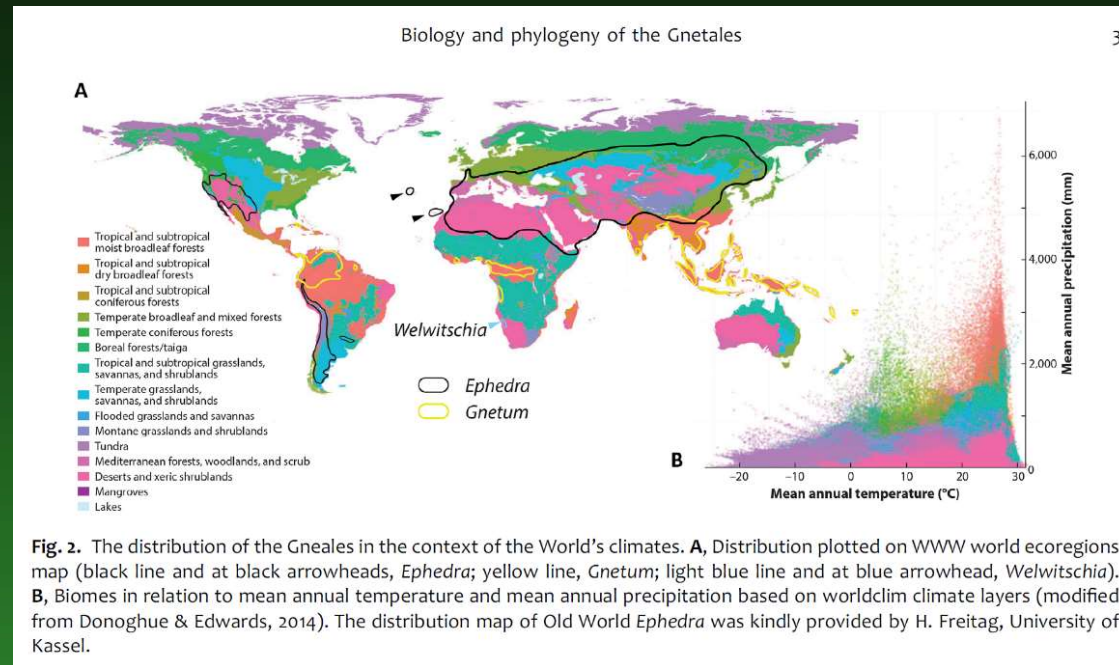 Biology and phylogeny of the Gnetales
3
A
Tropical and subtropical
moist broadleaf forests
Tropical and subtropical
dry broadleaf forests
Tropical and subtropical
coniferous forests
Temperate broadleaf and mixed forests
Temperate coniferous forests
Boreal forests/taiga
Tropical and subtropical grasslands,
savannas, and shrublands
Temperate grasslands,
savannas, and shrublands
Flooded grasslands and savannas
Montane grasslands and shrublands
Tundra
Mediterranean forests, woodlands, and scrub
Deserts and xeric shrublands
Mangroves
Lakes
Welwitschia
Ephedra
Gnetum
B
6,000
4,000
2,000
0
Mean annual precipitation (mm)
−20 −10 0 10 20 30
Mean annual temperature (°C)
Fig. 2. The distribution of the Gneales in the context of the World's climates. A, Distribution plotted on WWW world ecoregions
map (black line and at black arrowheads, Ephedra; yellow line, Gnetum; light blue line and at blue arrowhead, Welwitschia).
B, Biomes in relation to mean annual temperature and mean annual precipitation based on worldclim climate layers (modified
from Donoghue & Edwards, 2014). The distribution map of Old World Ephedra was kindly provided by H. Freitag, University of
Kassel.